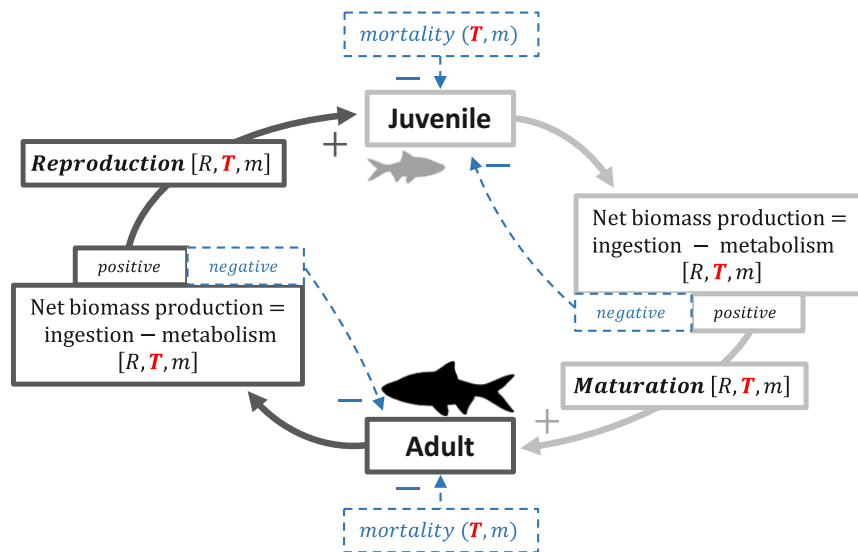 mortality (T, m)
−
Juvenile
+
Reproduction [R, T, m]
−
Net biomass production =
ingestion − metabolism
[R, T, m]
positive
negative
Net biomass production =
ingestion − metabolism
[R, T, m]
negative
positive
Maturation [R, T, m]
−
+
Adult
−
mortality (T, m)